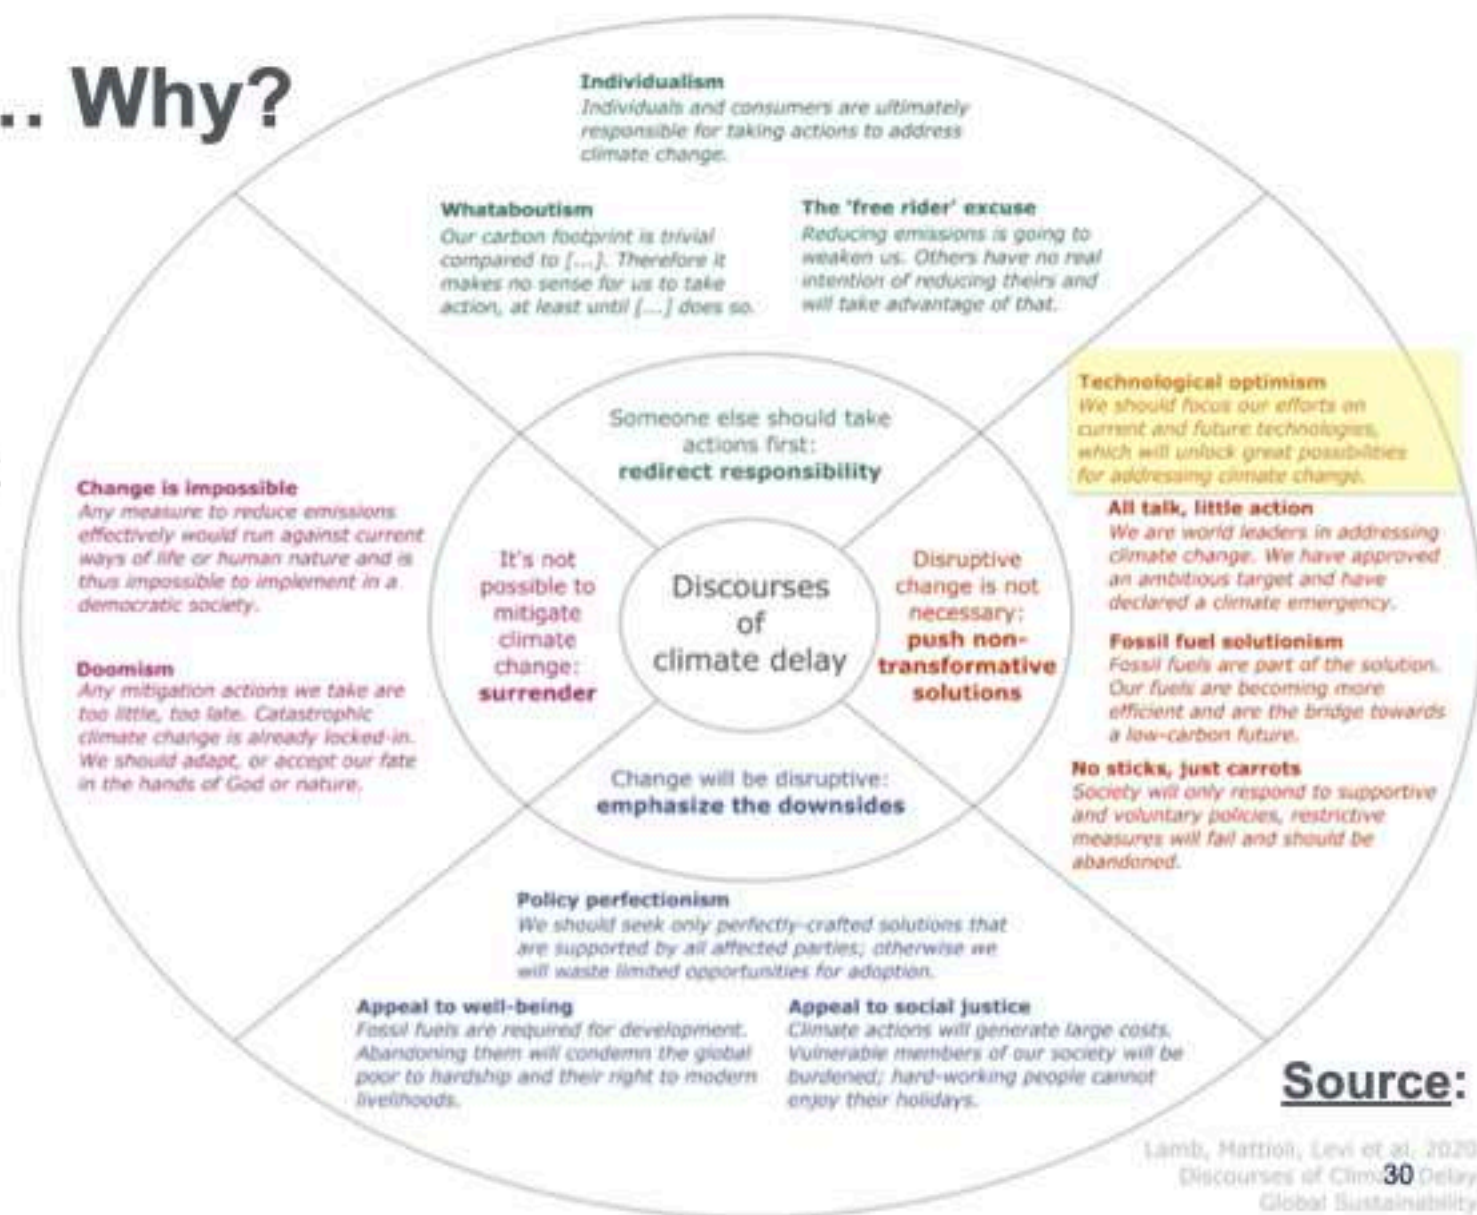 .. Why?
Individualism
Individuals and consumers are ultimately
responsible for taking actions to address
climate change.
Whataboutism
Our carbon footprint is trivial
compared to [...]. Therefore it
makes no sense for us to take
action, at least until [...] does so.
The 'free rider' excuse
Reducing emissions is going to
weaken us. Others have no real
intention of reducing theirs and
will take advantage of that.
Someone else should take
actions first:
redirect responsibility
Technological optimism
We should focus our efforts on
current and future technologies,
which will unlock great possibilities
for addressing climate change.
All talk, little action
We are world leaders in addressing
climate change. We have approved
an ambitious target and have
declared a climate emergency.
Fossil fuel solutionism
Fossil fuels are part of the solution.
Our fuels are becoming more
efficient and are the bridge towards
a low-carbon future.
No sticks, just carrots
Society will only respond to supportive
and voluntary policies, restrictive
measures will fail and should be
abandoned.
Disruptive
change is not
necessary:
push non-
transformative
solutions
Discourses
of
climate delay
It's not
possible to
mitigate
climate
change:
surrender
Change is impossible
Any measure to reduce emissions
effectively would run against current
ways of life or human nature and is
thus impossible to implement in a
democratic society.
Doomism
Any mitigation actions we take are
too little, too late. Catastrophic
climate change is already locked-in.
We should adapt, or accept our fate
in the hands of God or nature.
Change will be disruptive:
emphasize the downsides
Policy perfectionism
We should seek only perfectly-crafted solutions that
are supported by all affected parties; otherwise we
will waste limited opportunities for adoption.
Appeal to well-being
Fossil fuels are required for development.
Abandoning them will condemn the global
poor to hardship and their right to modern
livelihoods.
Appeal to social justice
Climate actions will generate large costs.
Vulnerable members of our society will be
burdened; hard-working people cannot
enjoy their holidays.
Source:
Lamb, Mattioli, Levi et al. 2020
Discourses of Delay
30
Global Sustainability